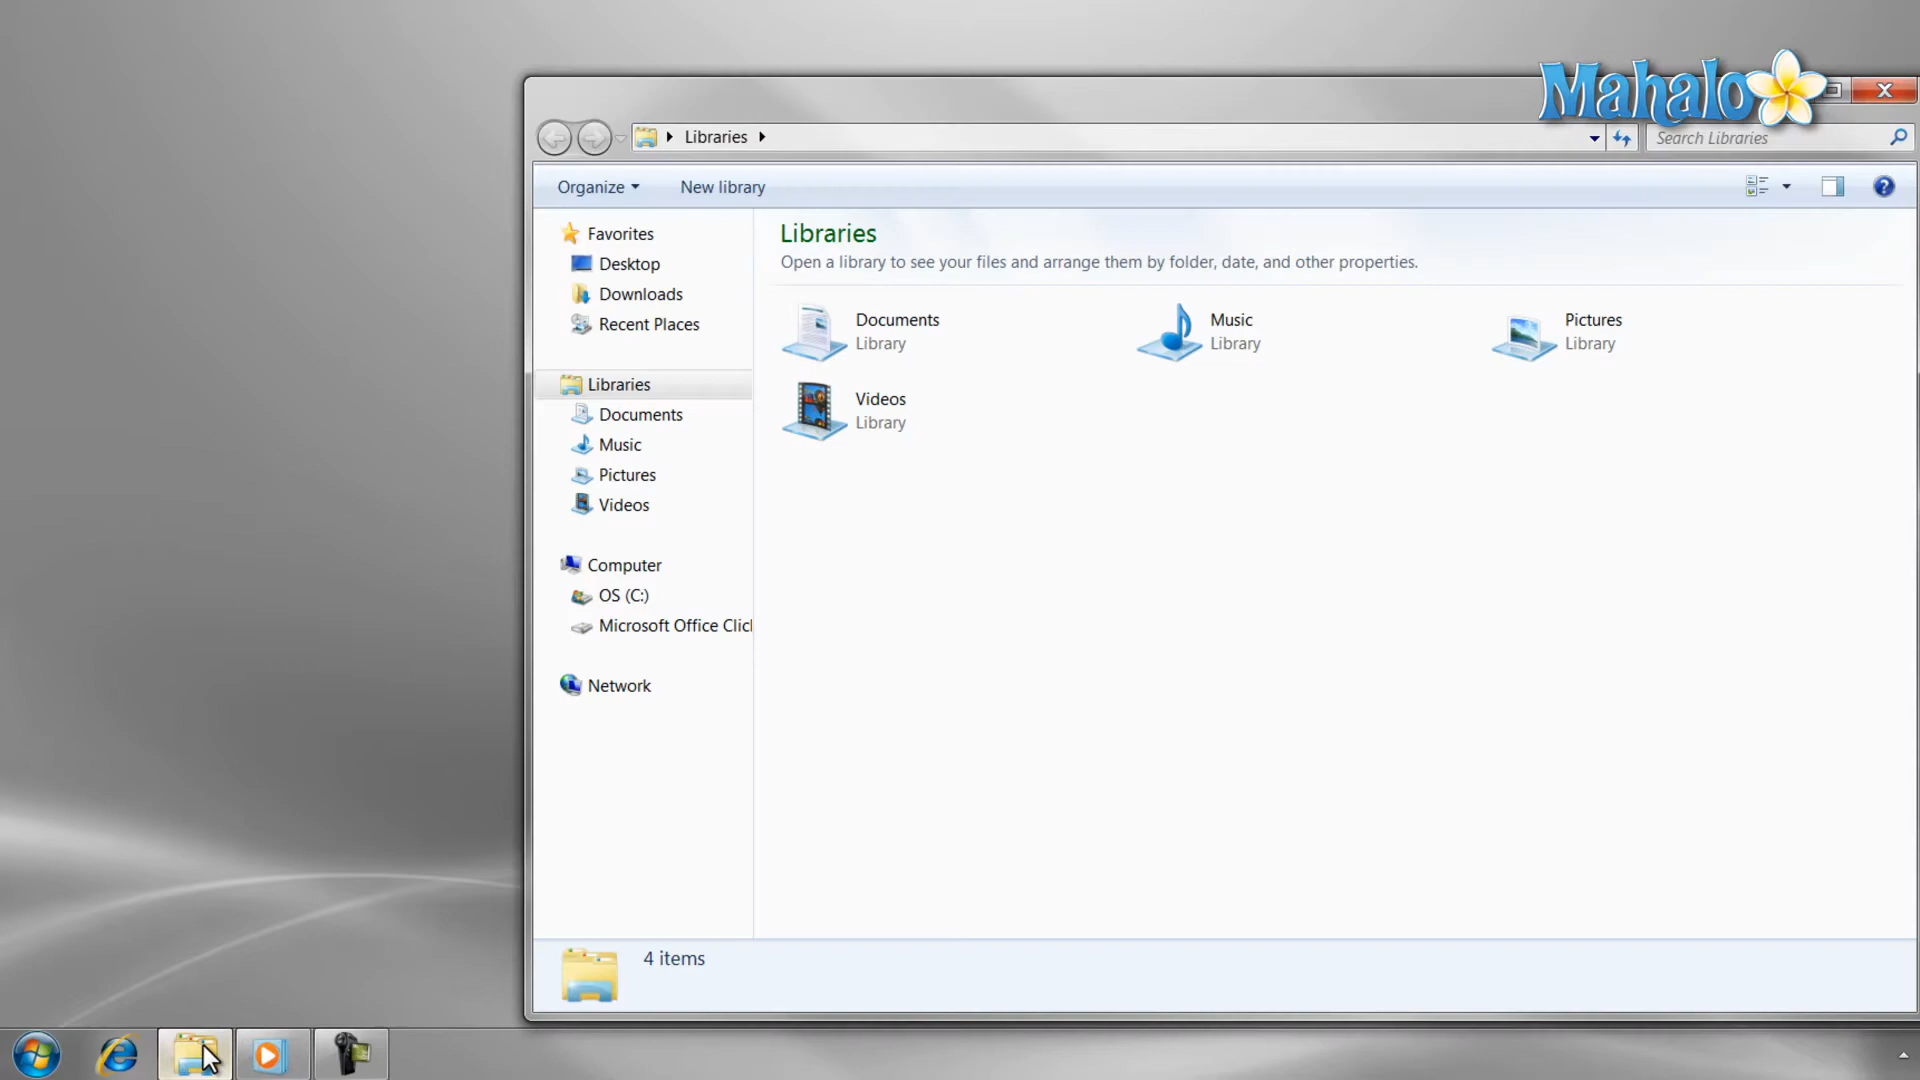 Mahalo
Libraries
Search Libraries
Organize
New library
Favorites
Desktop
Downloads
Recent Places
Libraries
Documents
Music
Pictures
Videos
Computer
OS (C:)
Microsoft Office Clic
Network
Libraries
Open a library to see your files and arrange them by folder, date, and other properties.
Documents
Library
Music
Library
Pictures
Library
Videos
Library
4 items